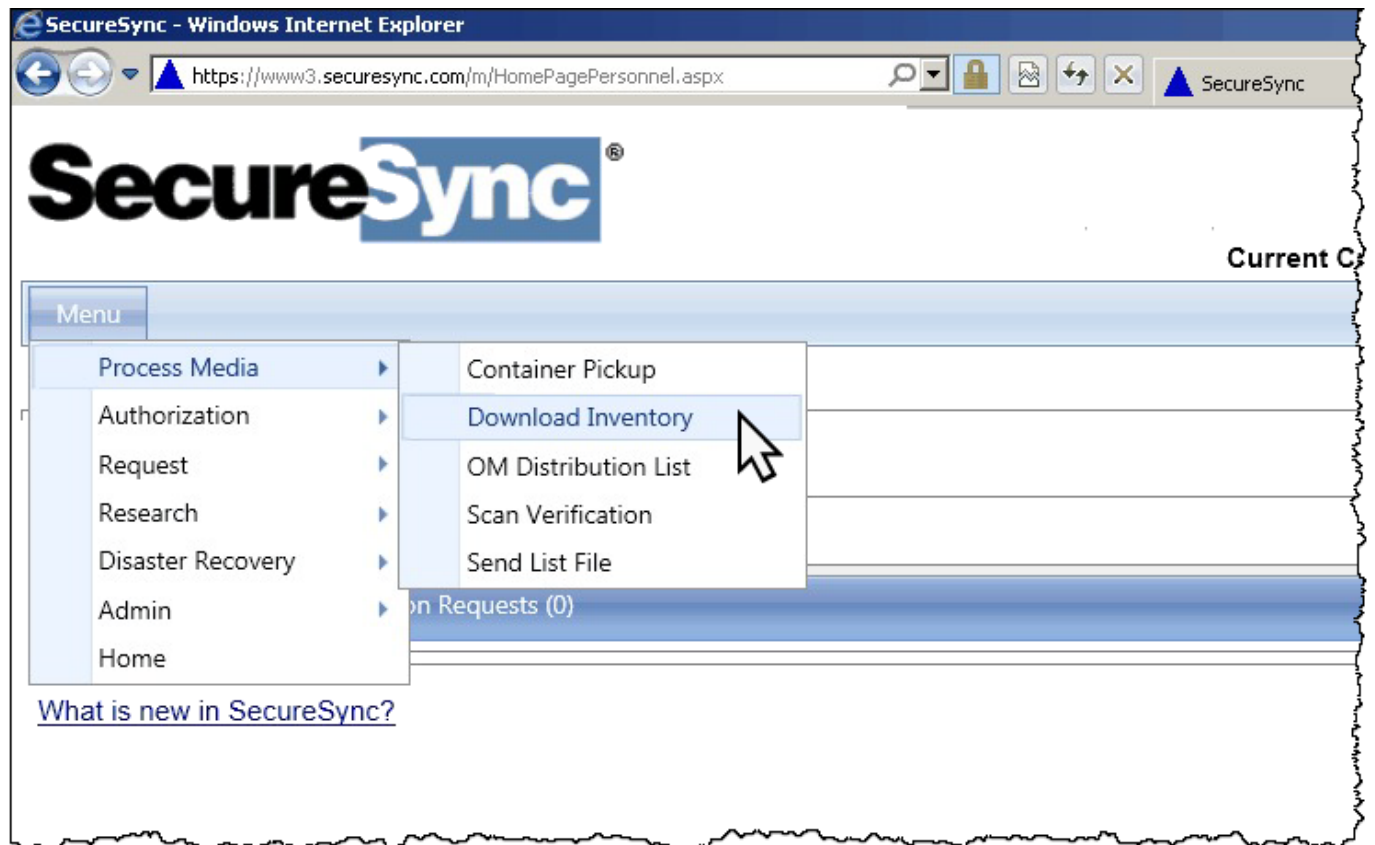 SecureSync - Windows Internet Explorer
https://www3.securesync.com/m/HomePagePersonnel.aspx
SecureSync
SecureSync®
Current
Menu
Process Media
Container Pickup
Authorization
Download Inventory
Request
OM Distribution List
Research
Scan Verification
Disaster Recovery
Send List File
Admin
on Requests (0)
Home
What is new in SecureSync?